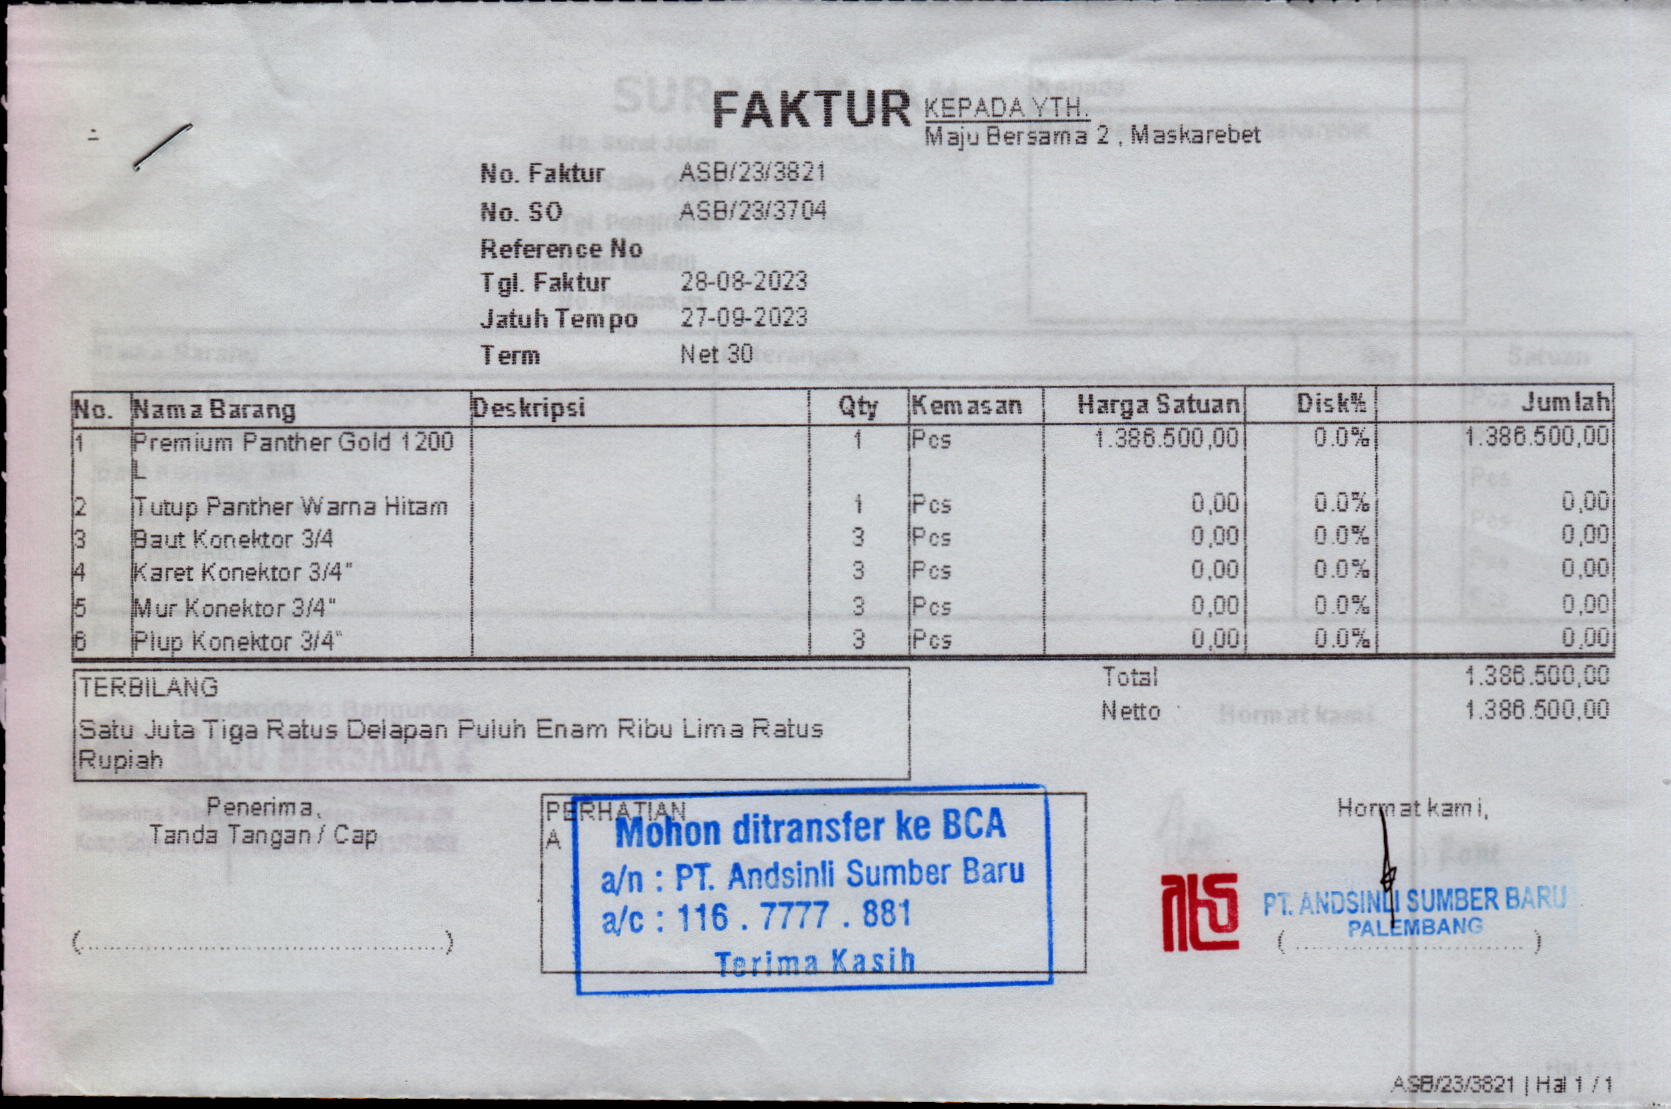 FAKTUR
KEPADA YTH.
Maju Bersama 2 , Maskarebet
No. Faktur ASB/23/3821
No. SO ASB/23/3704
Reference No
Tgl. Faktur 28-08-2023
Jatuh Tempo 27-09-2023
Term Net 30
No. Nama Barang Deskripsi Qty Kemasan Harga Satuan Disk% Jumlah
1 Premium Panther Gold 1200 1 Pcs 1.386.500,00 0.0% 1.386.500,00
L
2 Tutup Panther Warna Hitam 1 Pcs 0,00 0.0% 0,00
3 Baut Konektor 3/4 3 Pcs 0,00 0.0% 0,00
4 Karet Konektor 3/4" 3 Pcs 0,00 0.0% 0,00
5 Mur Konektor 3/4" 3 Pcs 0,00 0.0% 0,00
6 Plup Konektor 3/4" 3 Pcs 0,00 0.0% 0,00
Total 1.386.500,00
Netto 1.386.500,00
TERBILANG
Satu Juta Tiga Ratus Delapan Puluh Enam Ribu Lima Ratus
Rupiah
Penerima,
Tanda Tangan / Cap
(..........................................)
PERHATIAN
A
Mohon ditransfer ke BCA
a/n : PT. Andsinli Sumber Baru
a/c : 116 . 7777 . 881
Terima Kasih
Hormat kami,
PT. ANDSINLI SUMBER BARU
PALEMBANG
( .......................... )
ASB/23/3821 | Hal 1 / 1